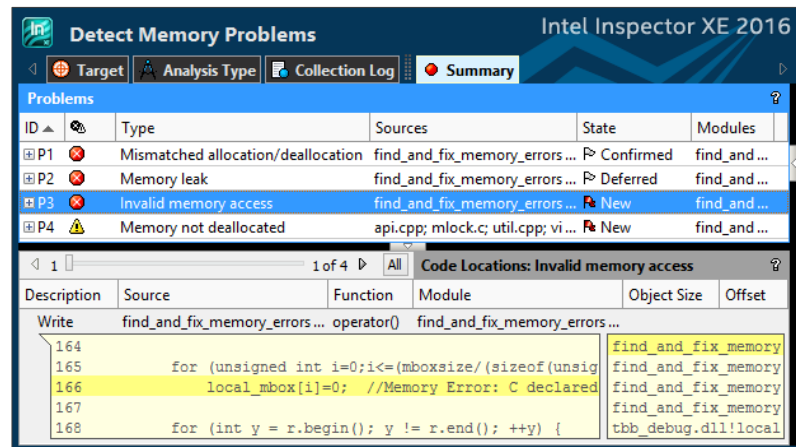 In
Detect Memory Problems
Intel Inspector XE 2016
Target Analysis Type Collection Log Summary
Problems ?
ID Type Sources State Modules
P1 Mismatched allocation/deallocation find_and_fix_memory_errors... Confirmed find_and ...
P2 Memory leak find_and_fix_memory_errors... Deferred find_and ...
P3 Invalid memory access find_and_fix_memory_errors... New find_and ...
P4 Memory not deallocated api.cpp; mlock.c; util.cpp; vi ... New find_and ...
1 1 of 4 All Code Locations: Invalid memory access ?
Description Source Function Module Object Size Offset
Write find_and_fix_memory_errors ... operator() find_and_fix_memory_errors ...
164 find_and_fix_memory
165 for (unsigned int i=0;i<=(mboxsize/(sizeof(unsig find_and_fix_memory
166 local_mbox[i]=0; //Memory Error: C declared find_and_fix_memory
167 find_and_fix_memory
168 for (int y = r.begin(); y != r.end(); ++y) { tbb_debug.dll!local